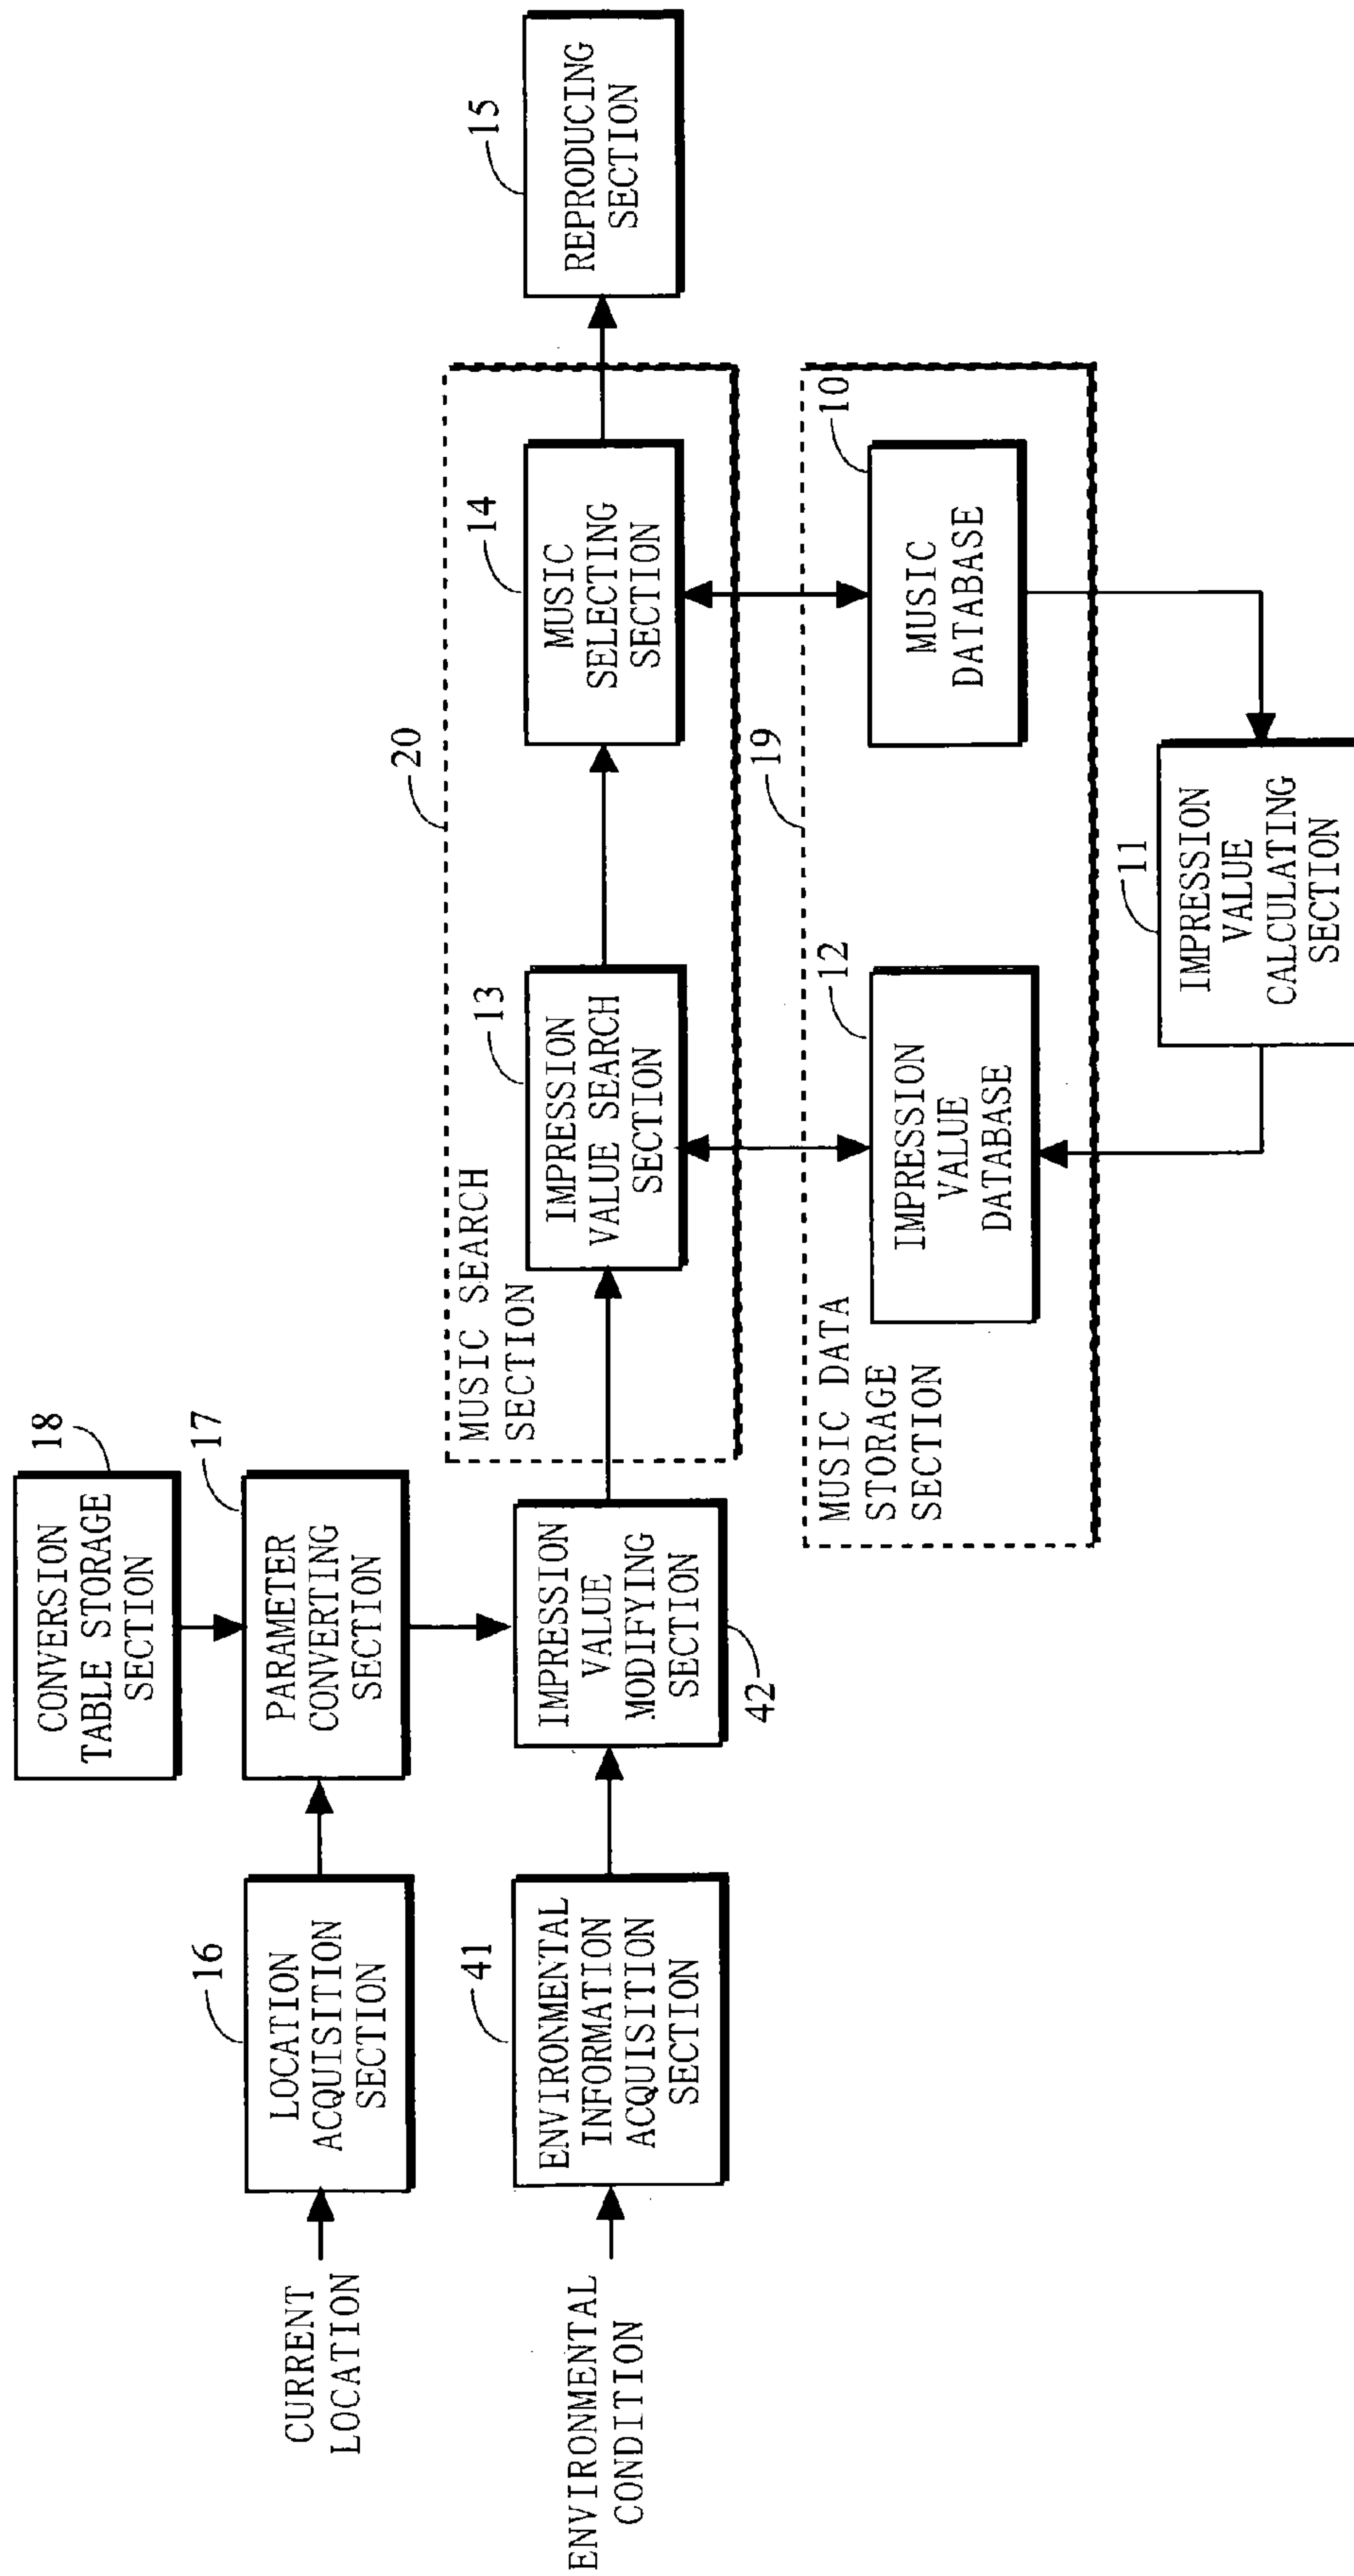 CURRENT
LOCATION
16
LOCATION
ACQUISITION
SECTION
18
CONVERSION
TABLE STORAGE
SECTION
17
PARAMETER
CONVERTING
SECTION
ENVIRONMENTAL
CONDITION
41
ENVIRONMENTAL
INFORMATION
ACQUISITION
SECTION
IMPRESSION
VALUE
MODIFYING
SECTION
42
20
MUSIC SEARCH
SECTION
13
IMPRESSION
VALUE SEARCH
SECTION
14
MUSIC
SELECTING
SECTION
15
REPRODUCING
SECTION
19
MUSIC DATA
STORAGE
SECTION
12
IMPRESSION
VALUE
DATABASE
10
MUSIC
DATABASE
11
IMPRESSION
VALUE
CALCULATING
SECTION